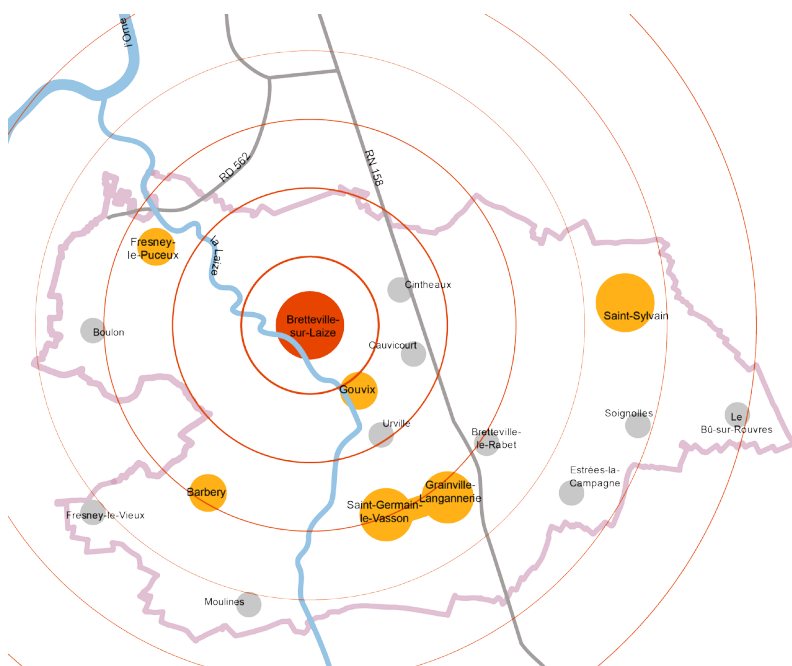 l'Orne
RD 562
RN 158
la Laize
Fresney-
le-Puceux
Cintheaux
Saint-Sylvain
Boulon
Bretteville-
sur-Laize
Cauvicourt
Gouvix
Urville
Bretteville-
le-Rabet
Soignolles
Le
Bû-sur-Rouvres
Estrées-la-
Campagne
Barbery
Grainville-
Langannerie
Saint-Germain-
le-Vasson
Fresney-le-Vieux
Moulines